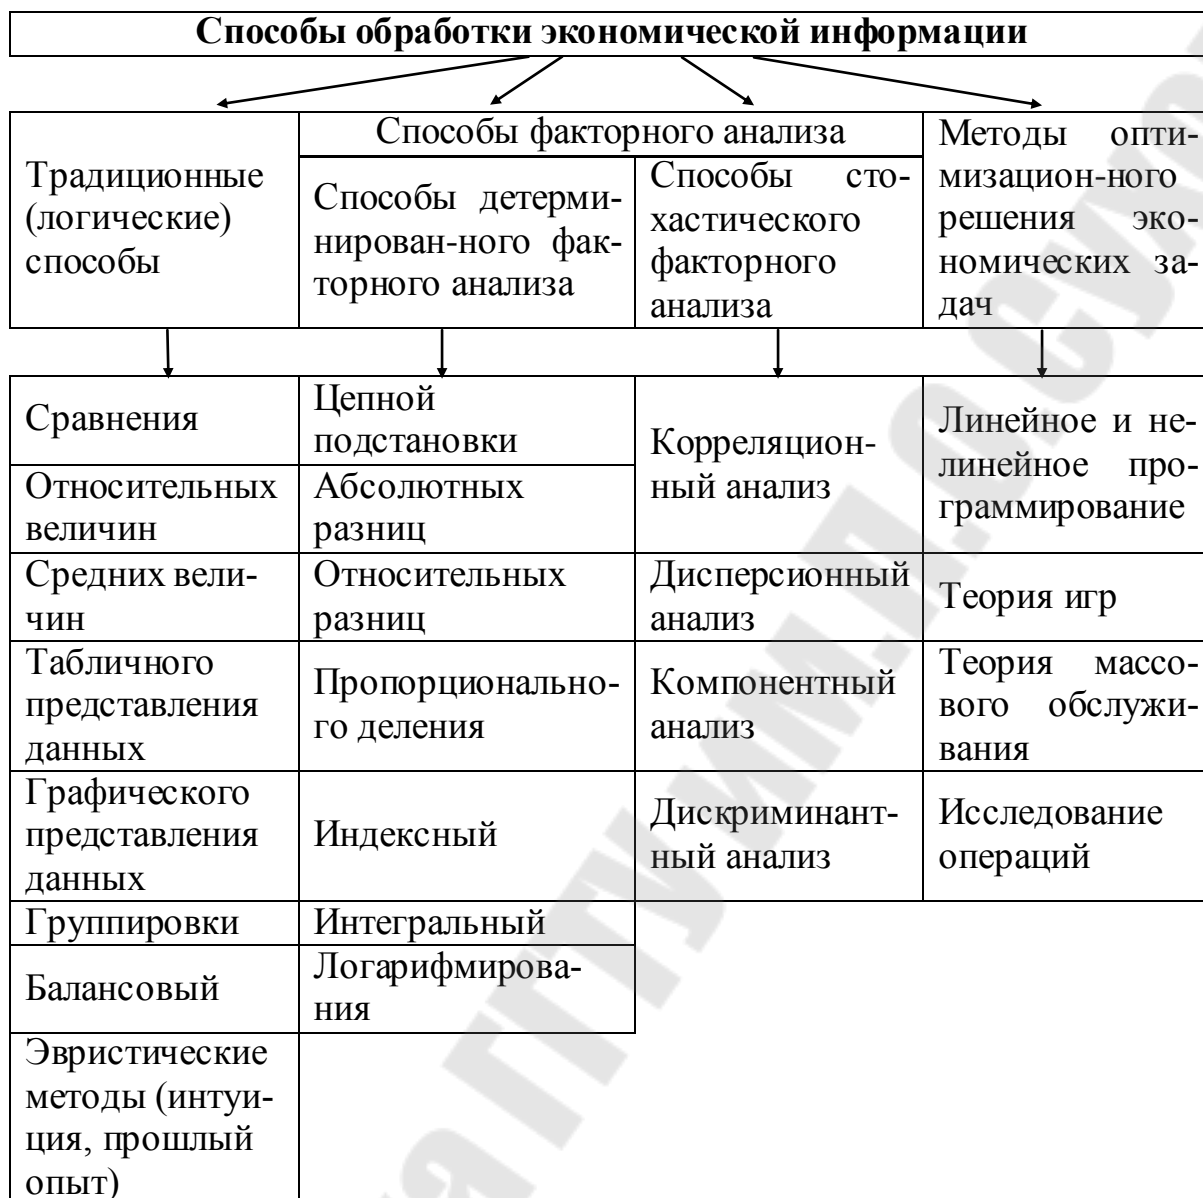 Способы обработки экономической информации
Традиционные
(логические)
способы
Способы факторного анализа
Способы детерми-
нирован-ного фак-
торного анализа
Способы сто-
хастического
факторного
анализа
Методы опти-
мизацион-ного
решения эко-
номических за-
дач
Сравнения
Относительных
величин
Средних вели-
чин
Табличного
представления
данных
Графического
представления
данных
Группировки
Балансовый
Эвристические
методы (интуи-
ция, прошлый
опыт)
Цепной
подстановки
Абсолютных
разниц
Относительных
разниц
Пропорционально-
го деления
Индексный
Интегральный
Логарифмирова-
ния
Корреляцион-
ный анализ
Дисперсионный
анализ
Компонентный
анализ
Дискриминант-
ный анализ
Линейное и не-
линейное про-
граммирование
Теория игр
Теория массо-
вого обслужи-
вания
Исследование
операций
ГГТУ им.П.О.Сухо